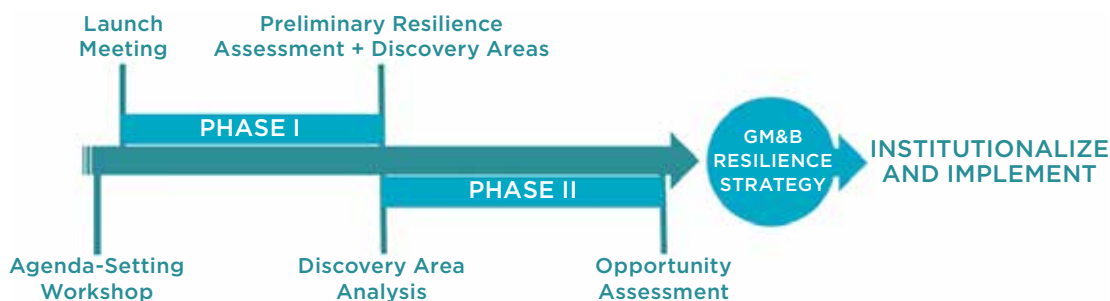 Launch
Meeting
Preliminary Resilience
Assessment + Discovery Areas
PHASE I
GM&B
RESILIENCE
STRATEGY
INSTITUTIONALIZE
AND IMPLEMENT
PHASE II
Agenda-Setting
Workshop
Discovery Area
Analysis
Opportunity
Assessment